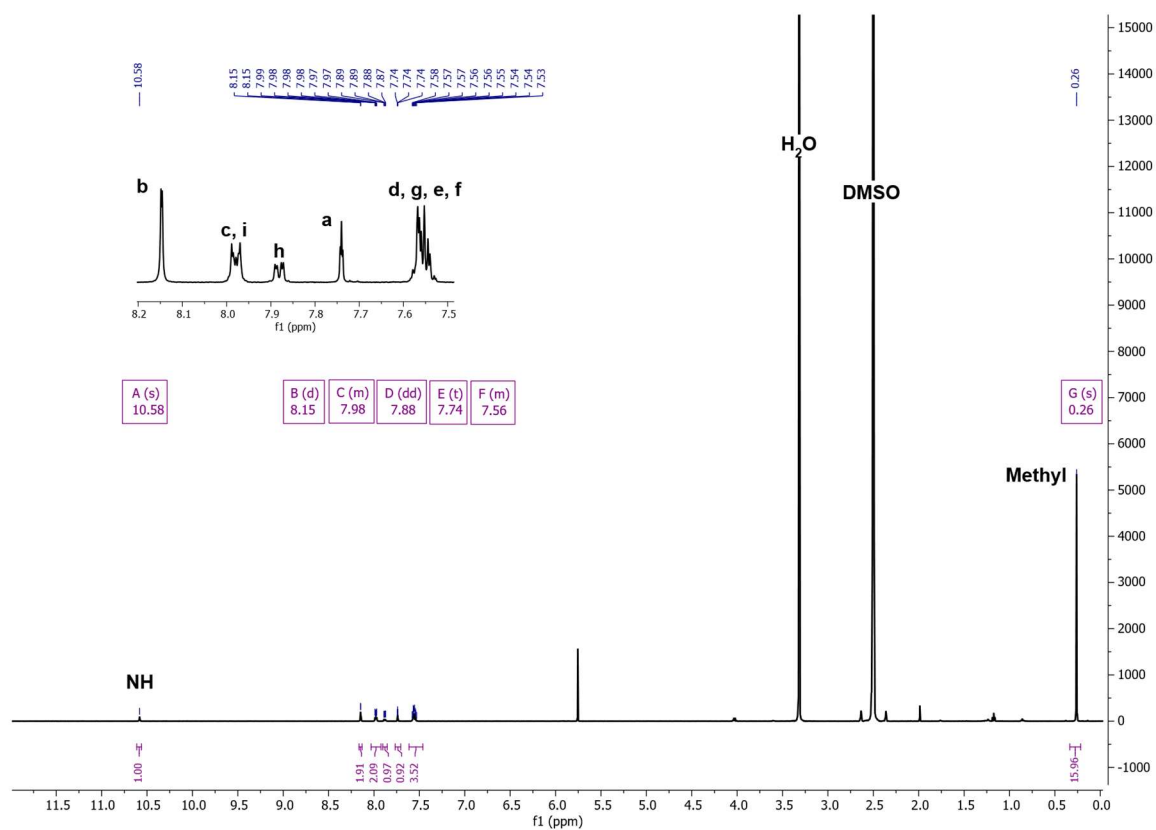 10.58
8.15
8.15
7.99
7.98
7.98
7.98
7.97
7.97
7.89
7.89
7.88
7.87
7.74
7.74
7.74
7.58
7.57
7.57
7.56
7.56
7.55
7.54
7.54
7.53
0.26
b
c, i
h
a
d, g, e, f
8.2 8.1 8.0 7.9 7.8 7.7 7.6 7.5
f1 (ppm)
H2O
DMSO
Methyl
NH
A (s)
10.58
B (d)
8.15
C (m)
7.98
D (dd)
7.88
E (t)
7.74
F (m)
7.56
G (s)
0.26
15000
14000
13000
12000
11000
10000
9000
8000
7000
6000
5000
4000
3000
2000
1000
0
-1000
1.00
1.91
2.09
0.97
0.92
3.52
15.96
11.5 11.0 10.5 10.0 9.5 9.0 8.5 8.0 7.5 7.0 6.5 6.0 5.5 5.0 4.5 4.0 3.5 3.0 2.5 2.0 1.5 1.0 0.5 0.0
f1 (ppm)